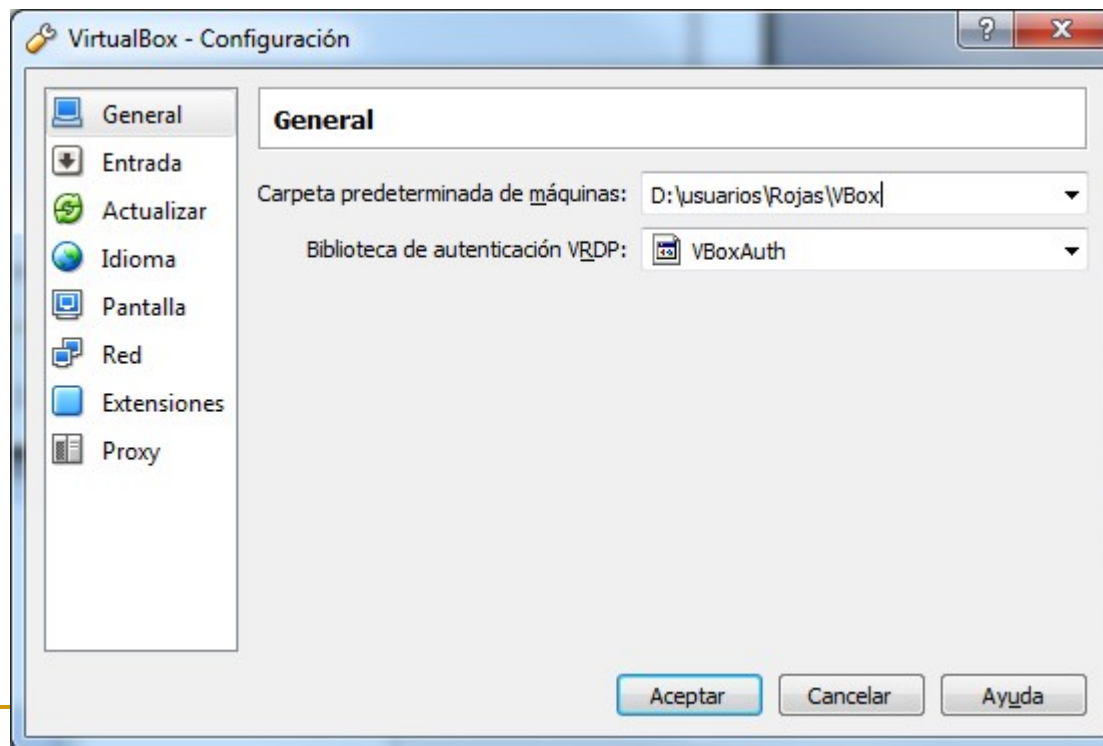 VirtualBox - Configuración
General
Entrada
Actualizar
Idioma
Pantalla
Red
Extensiones
Proxy
General
Carpeta predeterminada de máquinas: D:\usuarios\Rojas\VBox
Biblioteca de autenticación VRDP: VBoxAuth
Aceptar Cancelar Ayuda